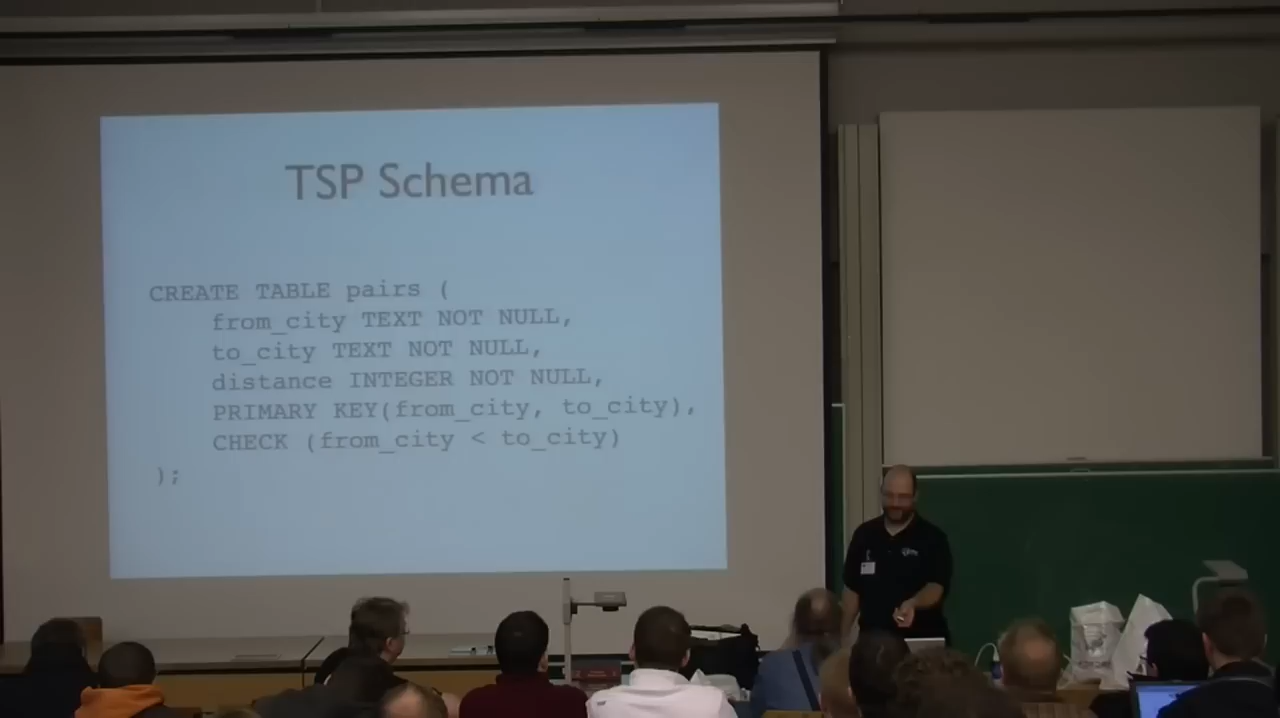 TSP Schema
CREATE TABLE pairs (
from_city TEXT NOT NULL,
to_city TEXT NOT NULL,
distance INTEGER NOT NULL,
PRIMARY KEY(from_city, to_city),
CHECK (from_city < to_city)
);